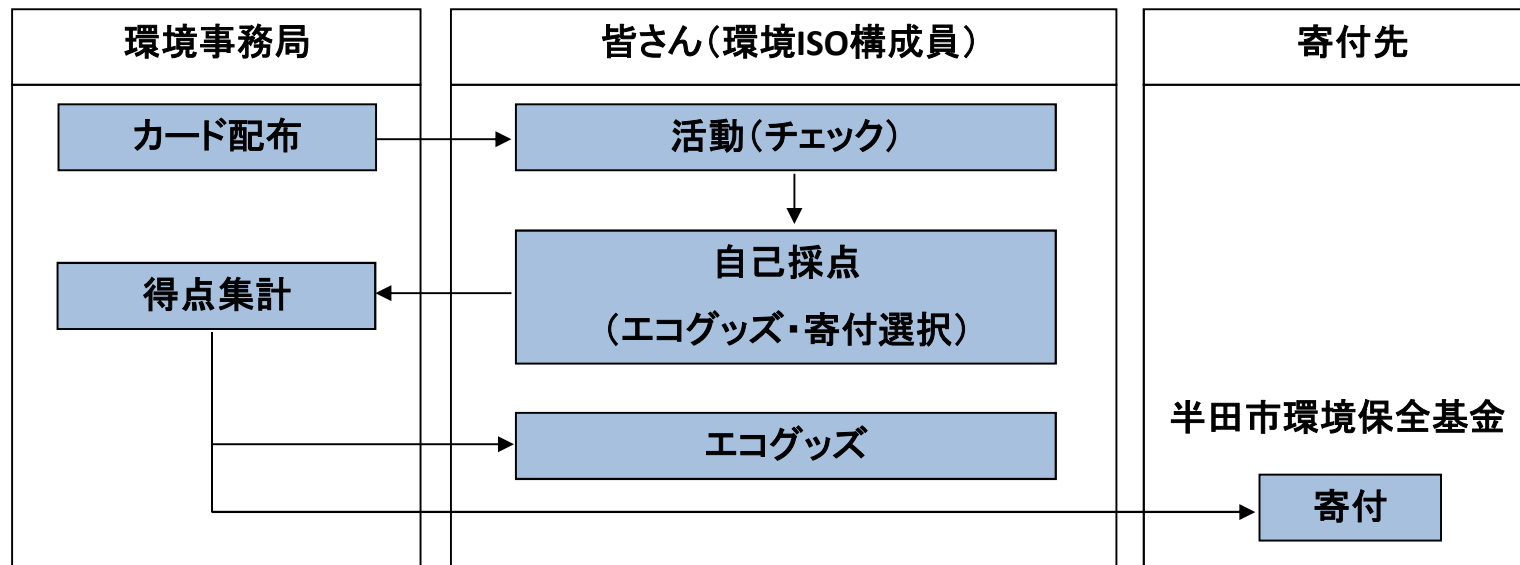 環境事務局
皆さん(環境ISO構成員)
寄付先
カード配布
活動(チェック)
自己採点
(エコグッズ・寄付選択)
得点集計
エコグッズ
半田市環境保全基金
寄付